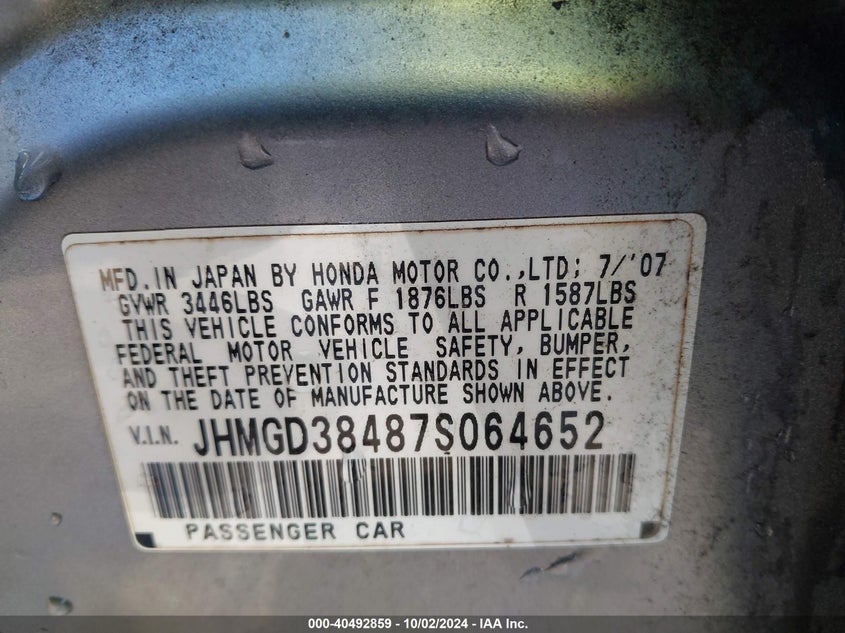 MFD.IN JAPAN BY HONDA MOTOR CO.,LTD; 7/'07
GVWR 3446LBS GAWR F 1876LBS R 1587LBS
THIS VEHICLE CONFORMS TO ALL APPLICABLE
FEDERAL MOTOR VEHICLE SAFETY, BUMPER,
AND THEFT PREVENTION STANDARDS IN EFFECT
ON THE DATE OF MANUFACTURE SHOWN ABOVE.
V.I.N. JHMGD38487S064652
PASSENGER CAR
000-40492859 - 10/02/2024 - IAA Inc.